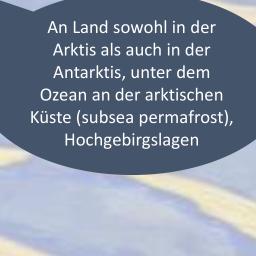 An Land sowohl in der
Arktis als auch in der
Antarktis, unter dem
Ozean an der arktischen
Küste (subsea permafrost),
Hochgebirgslagen